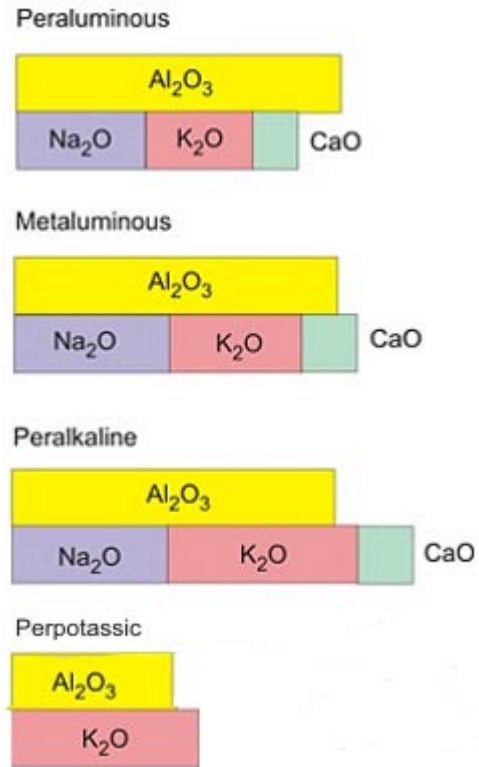 Peraluminous
Al₂O₃
Na₂O K₂O CaO
Metaluminous
Al₂O₃
Na₂O K₂O CaO
Peralkaline
Al₂O₃
Na₂O K₂O CaO
Perpotassic
Al₂O₃
K₂O